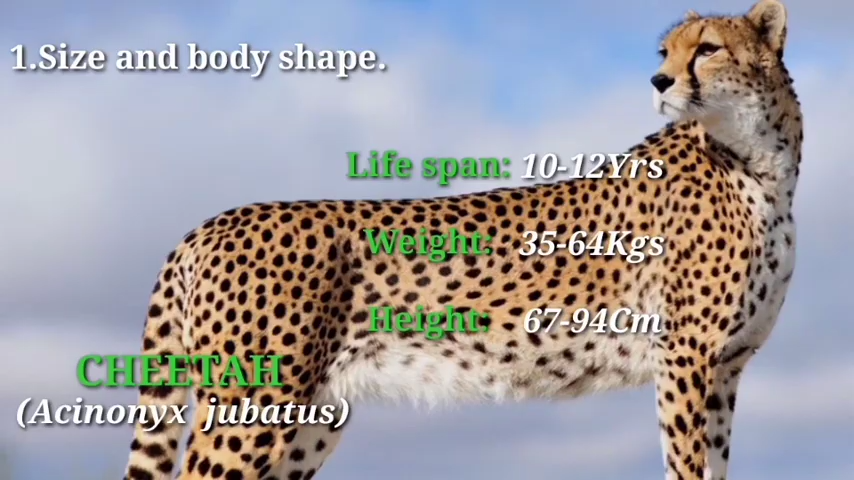 1.Size and body shape.
Life span: 10-12Yrs
Weight: 35-64Kgs
Height: 67-94Cm
CHEETAH
(Acinonyx jubatus)